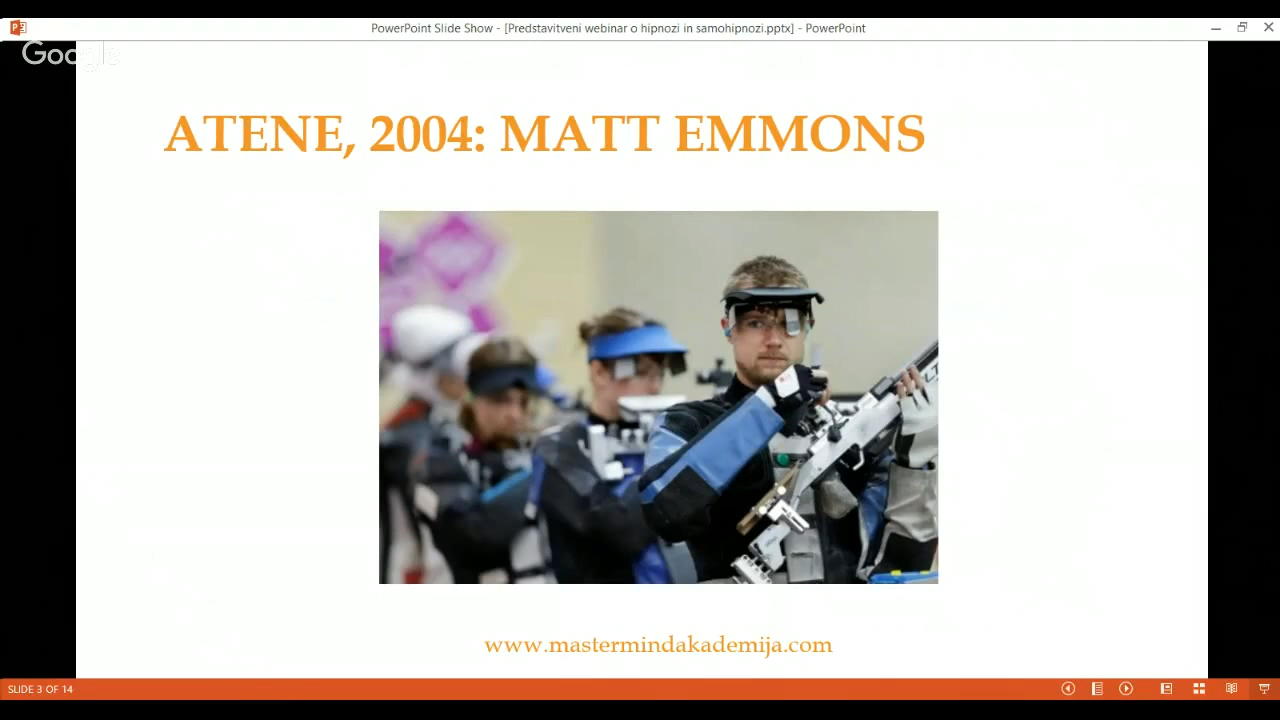 PowerPoint Slide Show - [Predstavitveni webinar o hipnozi in samohipnozi.pptx] - PowerPoint
Google
ATENE, 2004: MATT EMMONS
www.mastermindakademija.com
SLIDE 3 OF 14